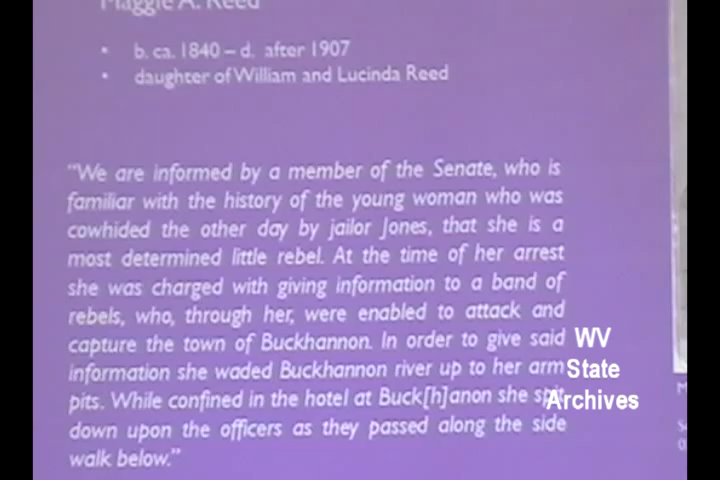 Maggie A. Reed
• b. ca. 1840 – d. after 1907
• daughter of William and Lucinda Reed
"We are informed by a member of the Senate, who is
familiar with the history of the young woman who was
cowhided the other day by jailor Jones, that she is a
most determined little rebel. At the time of her arrest
she was charged with giving information to a band of
rebels, who, through her, were enabled to attack and
capture the town of Buckhannon. In order to give said
information she waded Buckhannon river up to her arm
pits. While confined in the hotel at Buck[h]anon she spit
down upon the officers as they passed along the side
walk below."
WV
State
Archives